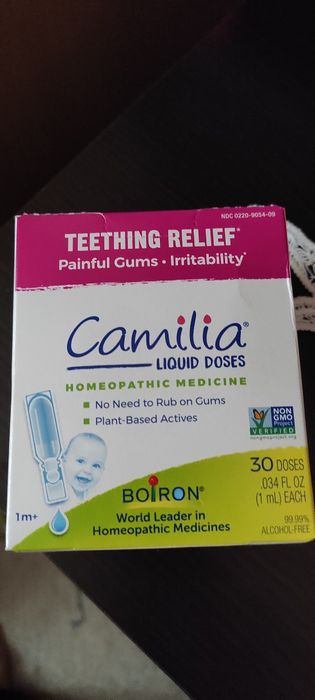 NDC 0220-9054-09
TEETHING RELIEF*
Painful Gums • Irritability*
Camilia®
LIQUID DOSES
HOMEOPATHIC MEDICINE
■ No Need to Rub on Gums
■ Plant-Based Actives
NON
GMO
Project
VERIFIED
nongmoproject.org
30 DOSES
.034 FL OZ
(1 mL) EACH
1m+
BOIRON®
World Leader in
Homeopathic Medicines
99.99%
ALCOHOL-FREE